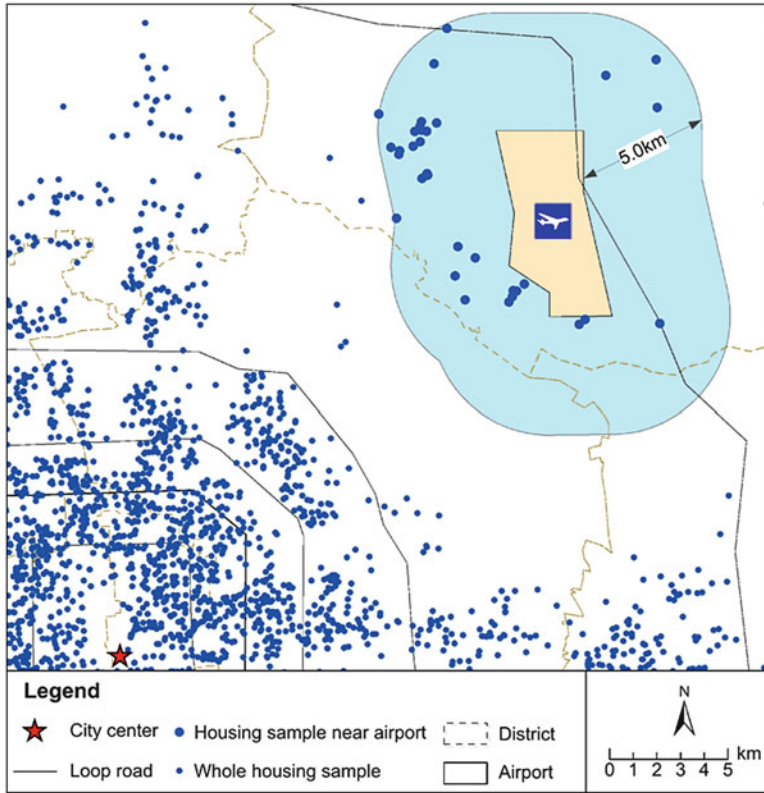 5.0km
Legend
City center
Housing sample near airport
District
Loop road
Whole housing sample
Airport
N
km
0 1 2 3 4 5